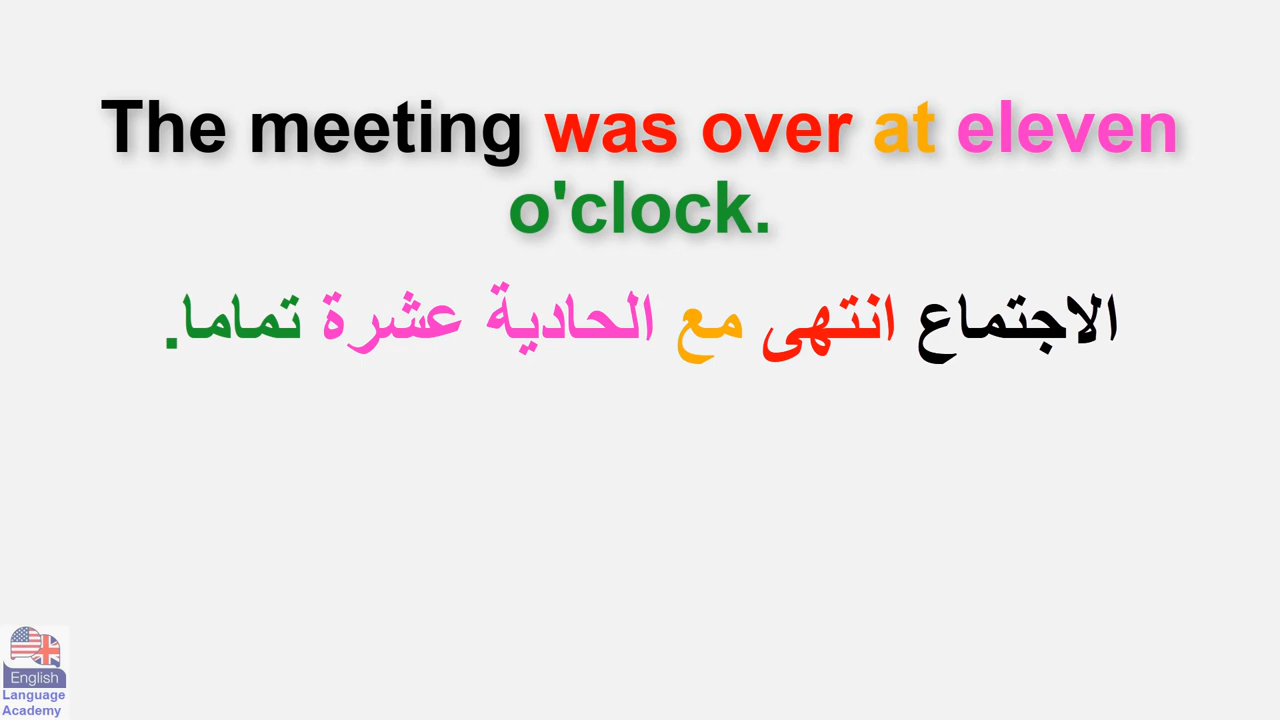 The meeting was over at eleven
o'clock.
الاجتماع انتهى مع الحادية عشرة تماما.
English
Language
Academy